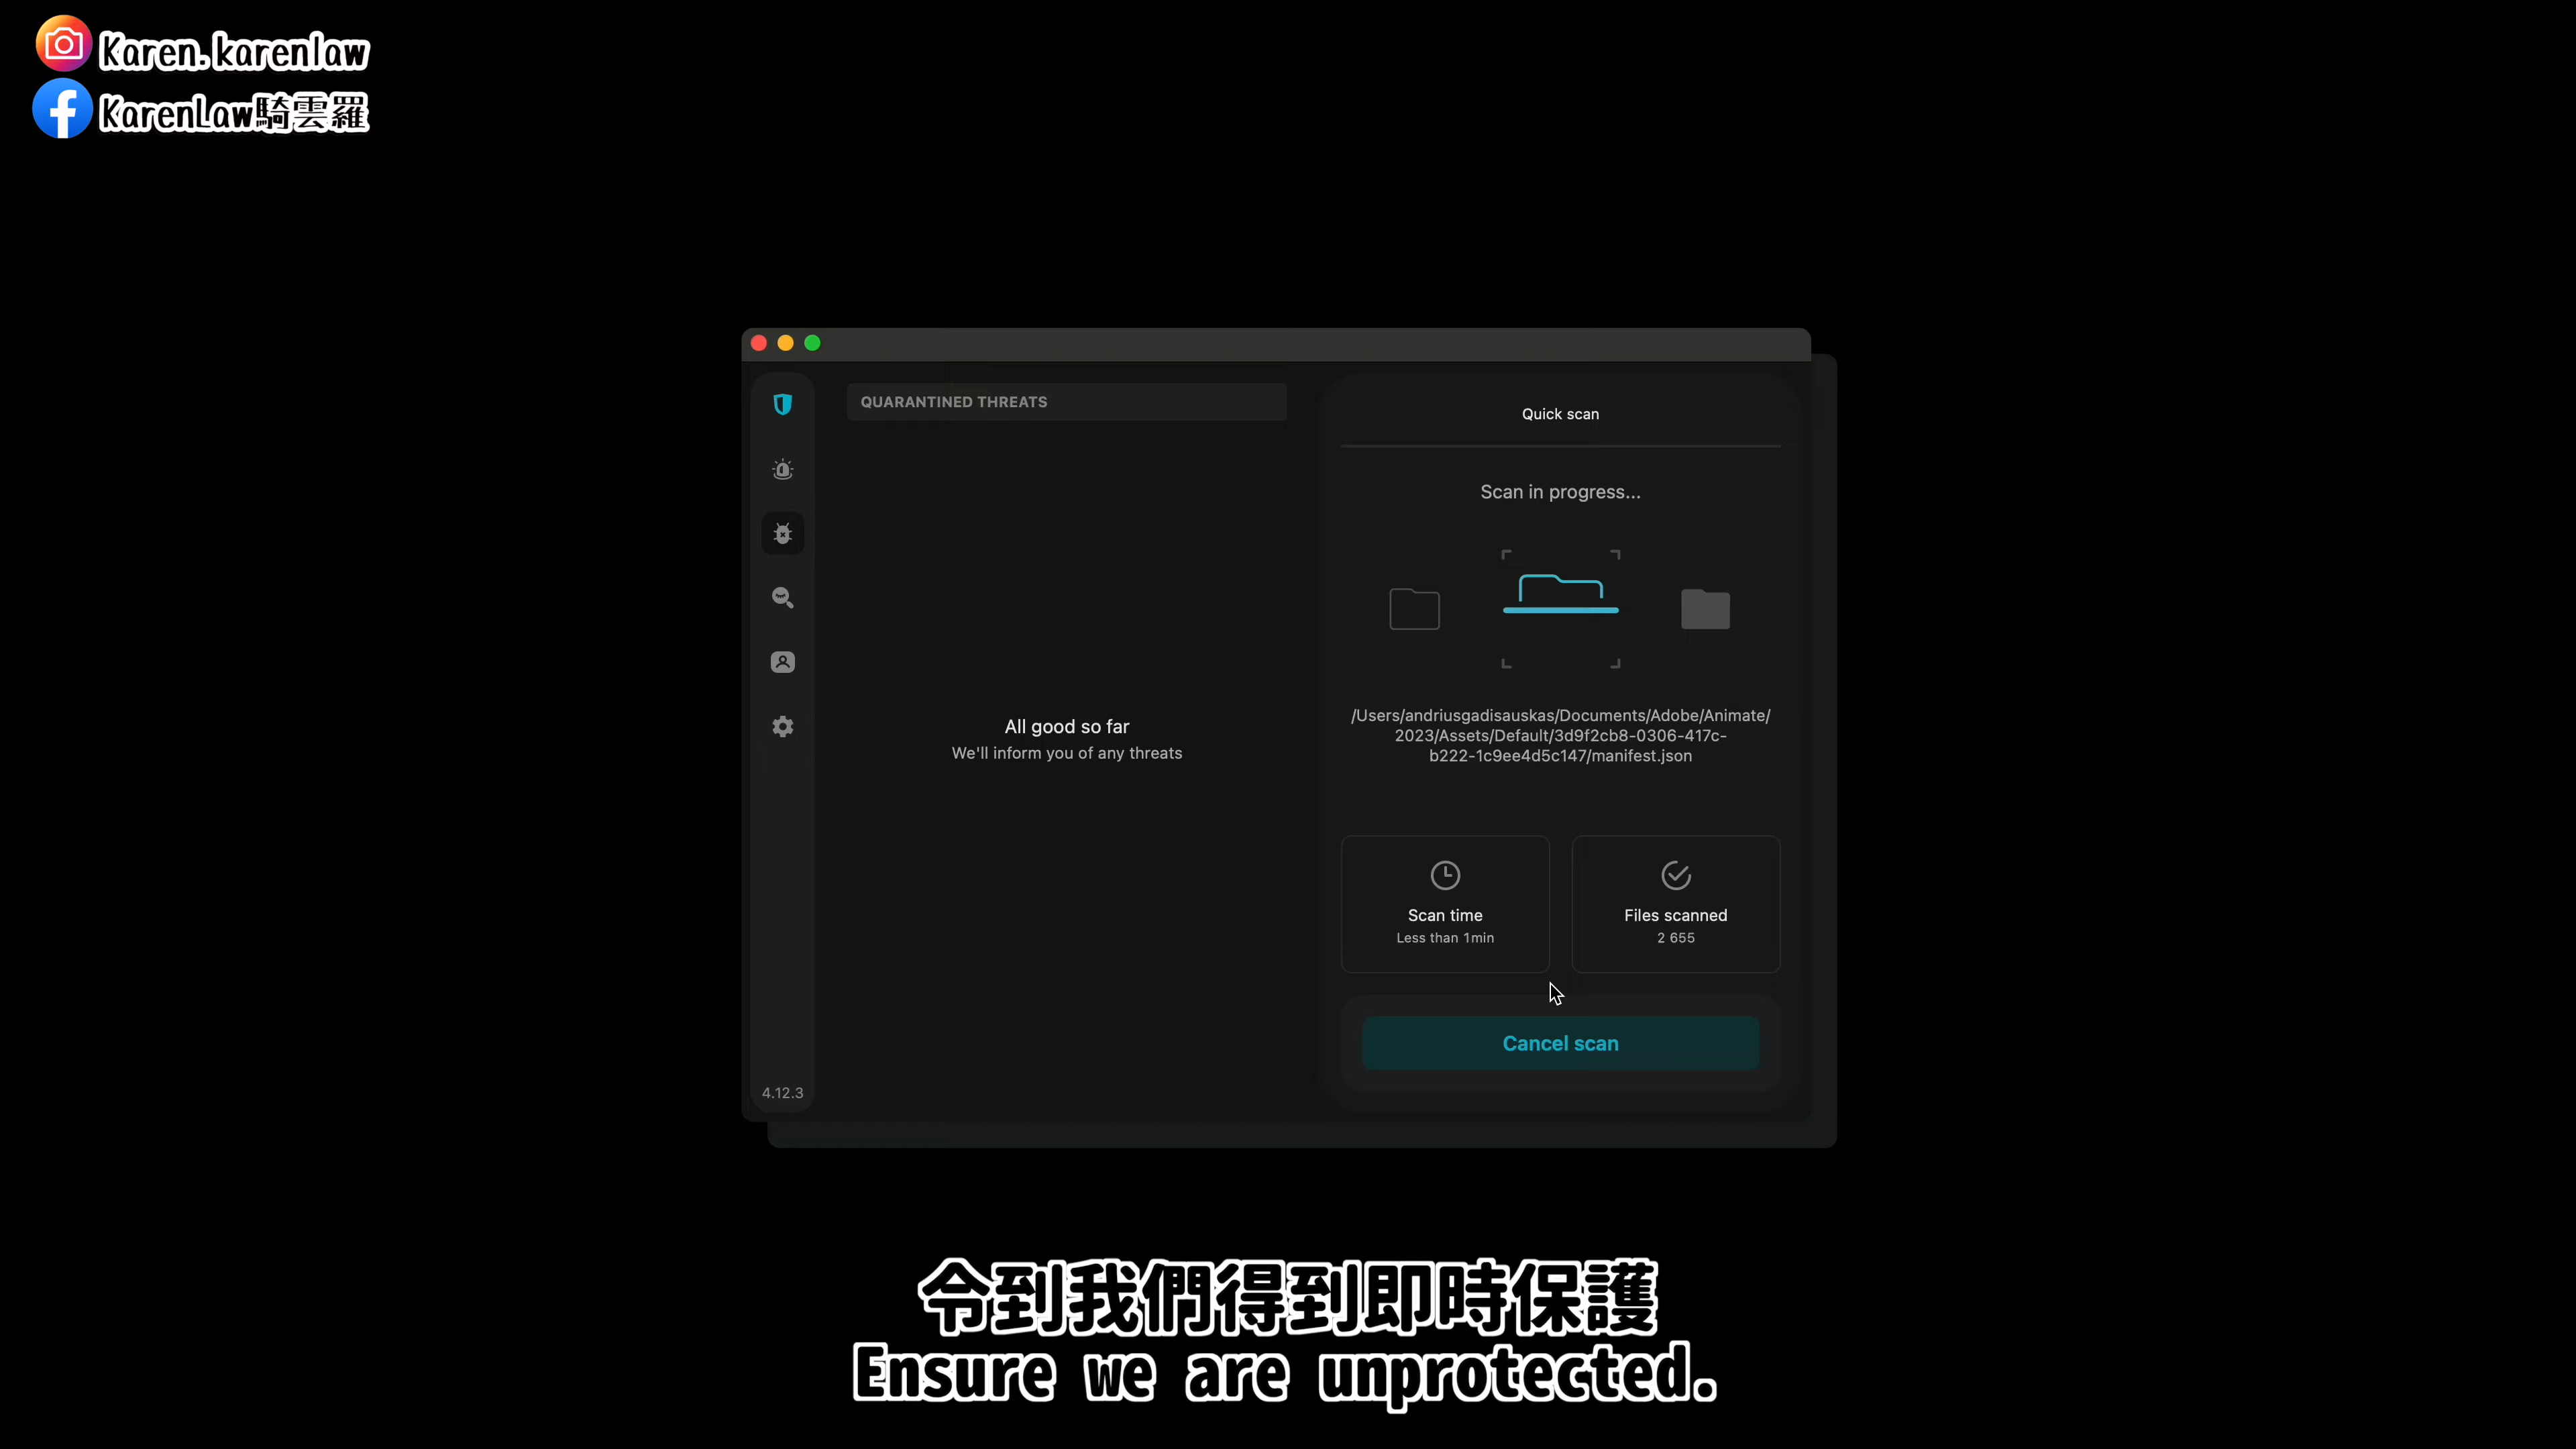 Karen.karenlaw
KarenLaw騎雲羅
QUARANTINED THREATS
Quick scan
Scan in progress...
/Users/andriusgadisauskas/Documents/Adobe/Animate/
2023/Assets/Default/3d9f2cb8-0306-417c-
b222-1c9ee4d5c147/manifest.json
All good so far
We'll inform you of any threats
Scan time
Less than 1min
Files scanned
2 655
Cancel scan
4.12.3
令到我們得到即時保護
Ensure we are unprotected.